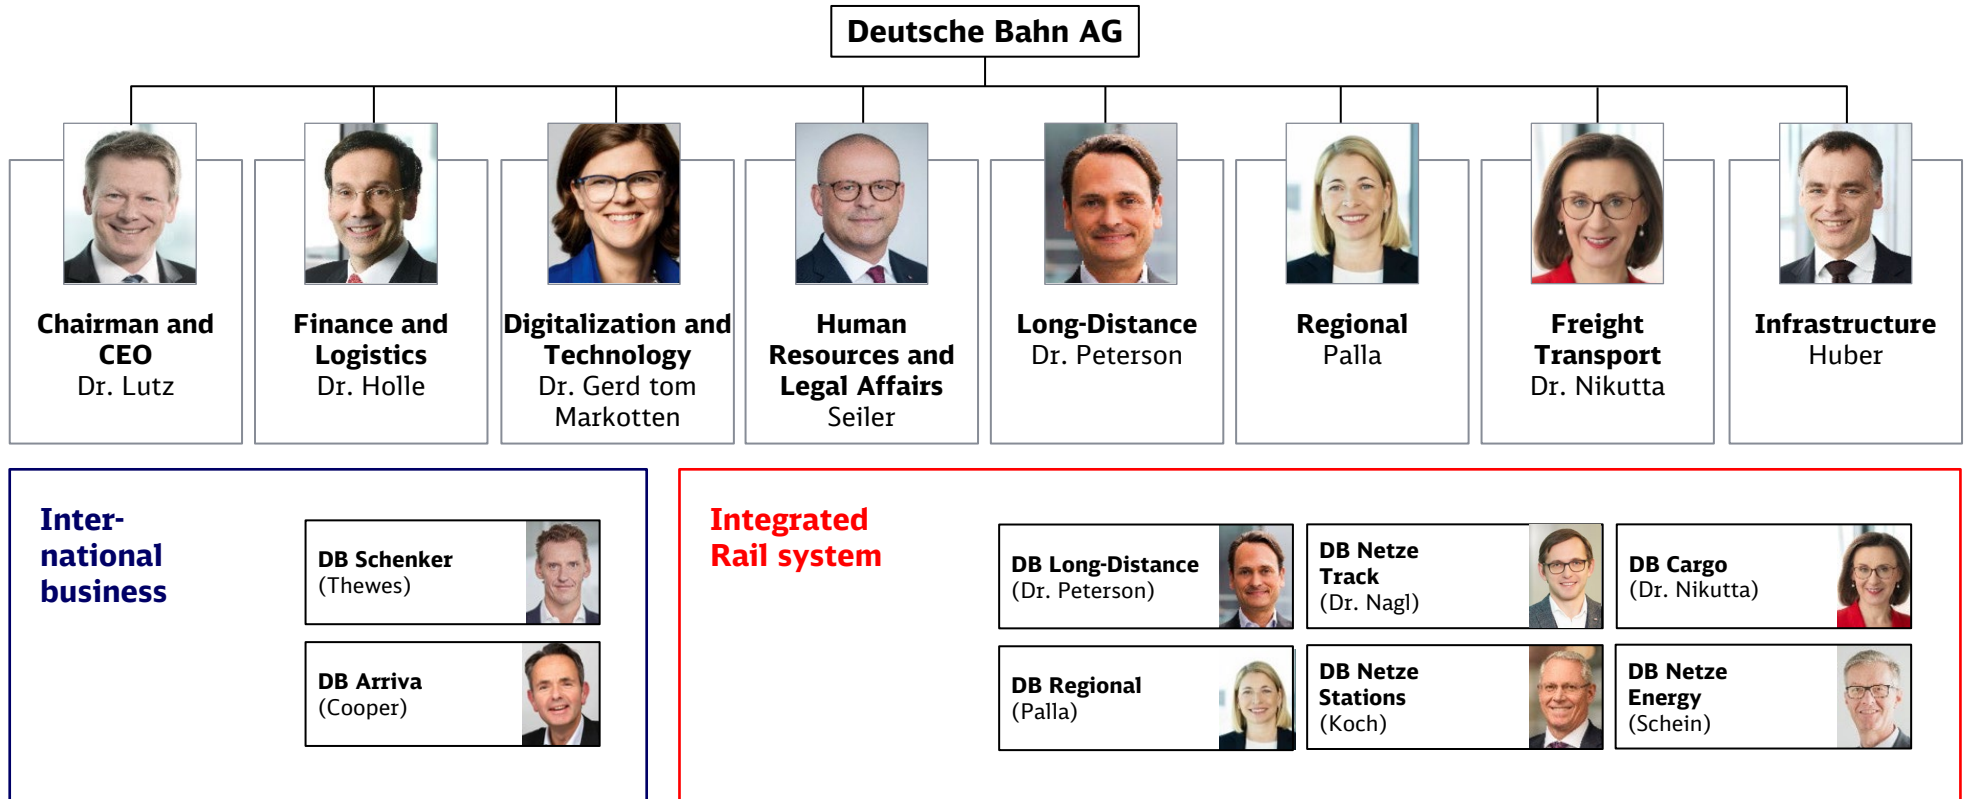 Deutsche Bahn AG
Chairman and
CEO
Dr. Lutz
Finance and
Logistics
Dr. Holle
Digitalization and
Technology
Dr. Gerd tom
Markotten
Human
Resources and
Legal Affairs
Seiler
Long-Distance
Dr. Peterson
Regional
Palla
Freight
Transport
Dr. Nikutta
Infrastructure
Huber
Inter-
national
business
DB Schenker
(Thewes)
DB Arriva
(Cooper)
Integrated
Rail system
DB Long-Distance
(Dr. Peterson)
DB Netze
Track
(Dr. Nagl)
DB Cargo
(Dr. Nikutta)
DB Regional
(Palla)
DB Netze
Stations
(Koch)
DB Netze
Energy
(Schein)